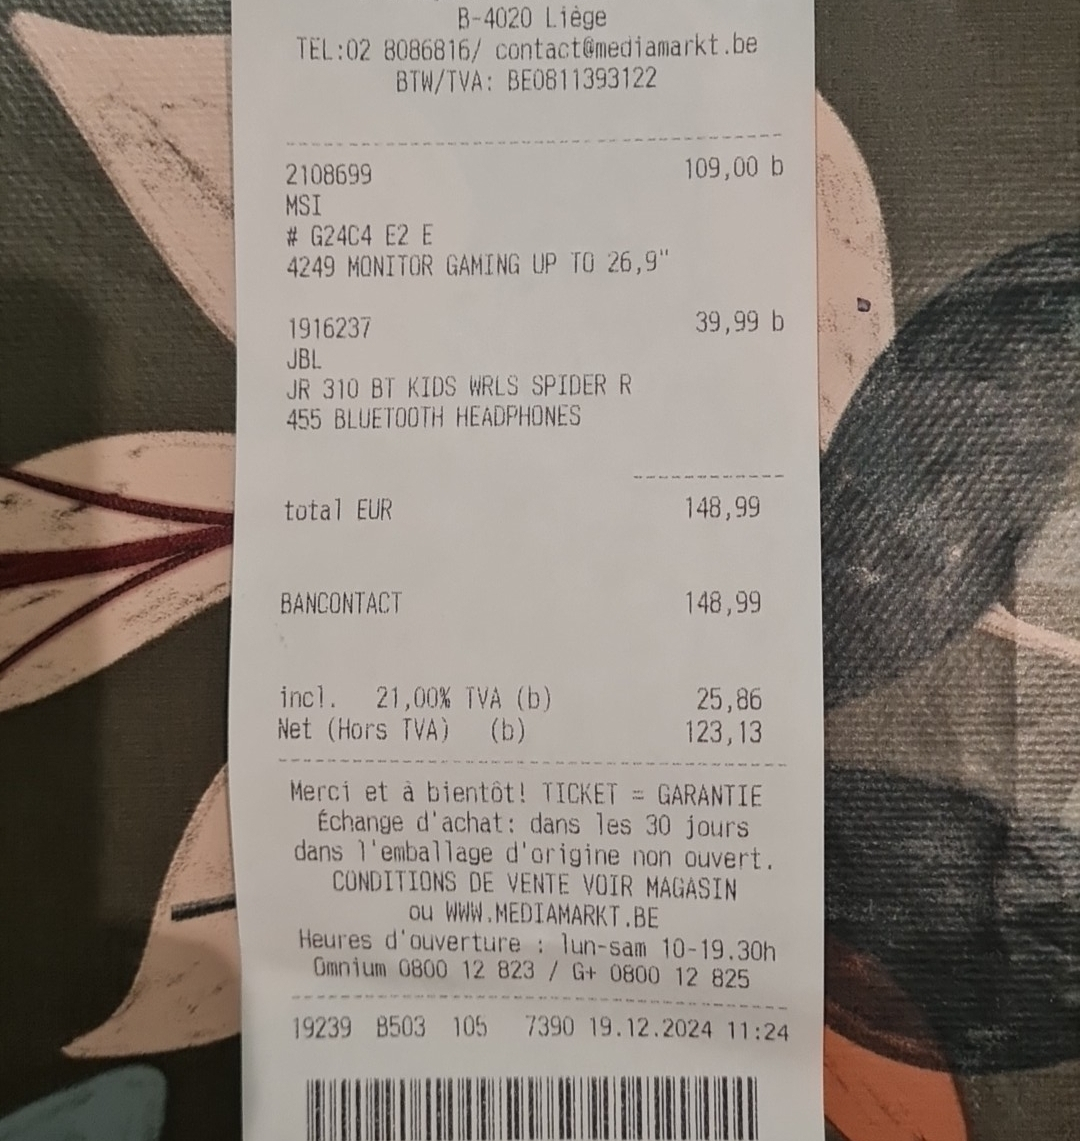 B-4020 Liège
TEL:02 8086816/ contact@mediamarkt.be
BTW/TVA: BE0811393122
2108699 109,00 b
MSI
# G24C4 E2 E
4249 MONITOR GAMING UP TO 26,9"
1916237 39,99 b
JBL
JR 310 BT KIDS WRLS SPIDER R
455 BLUETOOTH HEADPHONES
total EUR 148,99
BANCONTACT 148,99
incl. 21,00% TVA (b) 25,86
Net (Hors TVA) (b) 123,13
Merci et à bientôt! TICKET = GARANTIE
Échange d'achat: dans les 30 jours
dans l'emballage d'origine non ouvert.
CONDITIONS DE VENTE VOIR MAGASIN
ou WWW.MEDIAMARKT.BE
Heures d'ouverture : lun-sam 10-19.30h
Omnium 0800 12 823 / G+ 0800 12 825
19239 B503 105 7390 19.12.2024 11:24